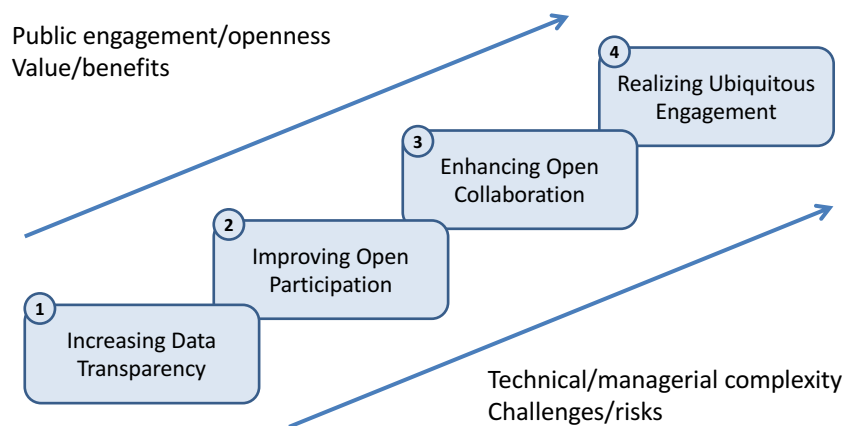 Public engagement/openness
Value/benefits
4
Realizing Ubiquitous
Engagement
3
Enhancing Open
Collaboration
2
Improving Open
Participation
1
Increasing Data
Transparency
Technical/managerial complexity
Challenges/risks